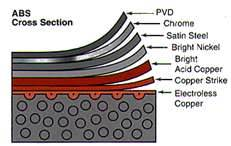 ABS
Cross Section
PVD
Chrome
Satin Steel
Bright Nickel
Bright
Acid Copper
Copper Strike
Electroless
Copper